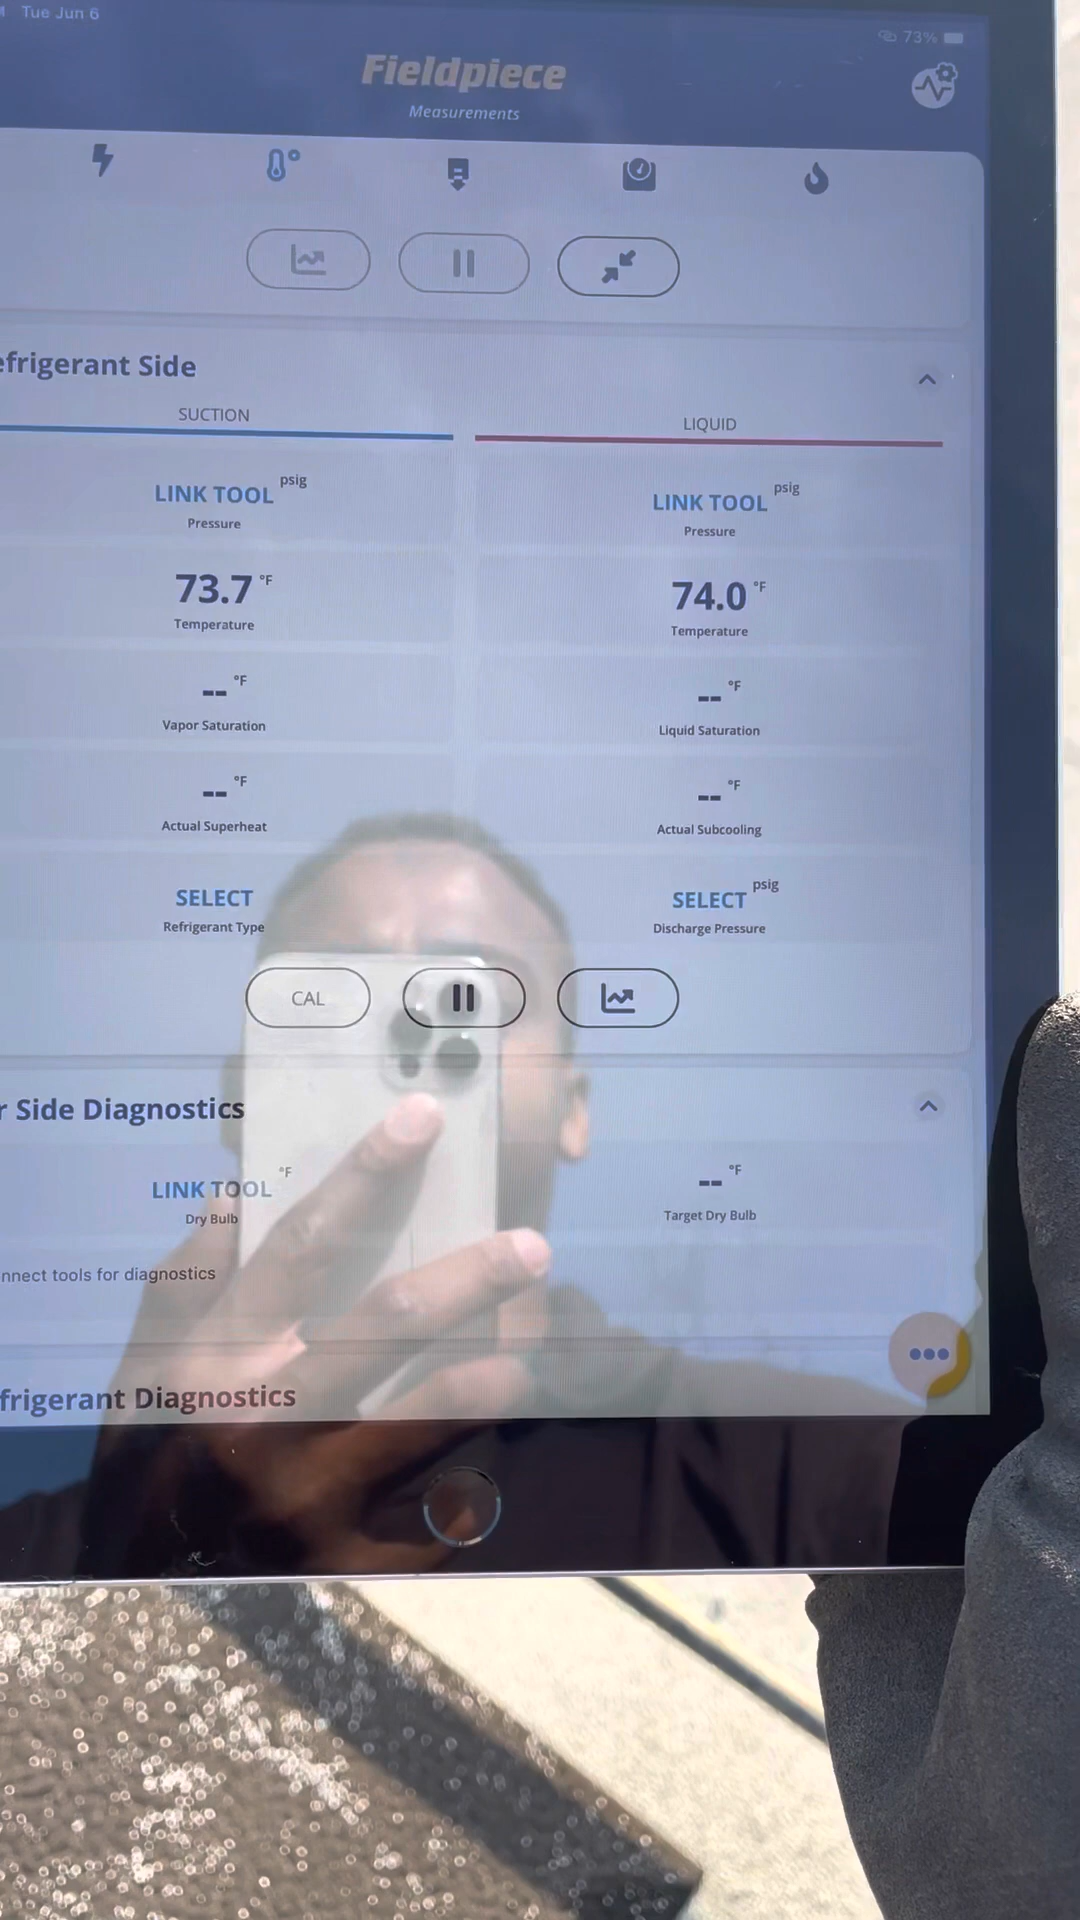 Tue Jun 6
73%
Fieldpiece
Measurements
efrigerant Side
SUCTION
LIQUID
LINK TOOL psig
Pressure
LINK TOOL psig
Pressure
73.7 °F
Temperature
74.0 °F
Temperature
-- °F
Vapor Saturation
-- °F
Liquid Saturation
-- °F
Actual Superheat
-- °F
Actual Subcooling
SELECT
Refrigerant Type
SELECT psig
Discharge Pressure
CAL
r Side Diagnostics
LINK TOOL °F
Dry Bulb
-- °F
Target Dry Bulb
nnect tools for diagnostics
frigerant Diagnostics